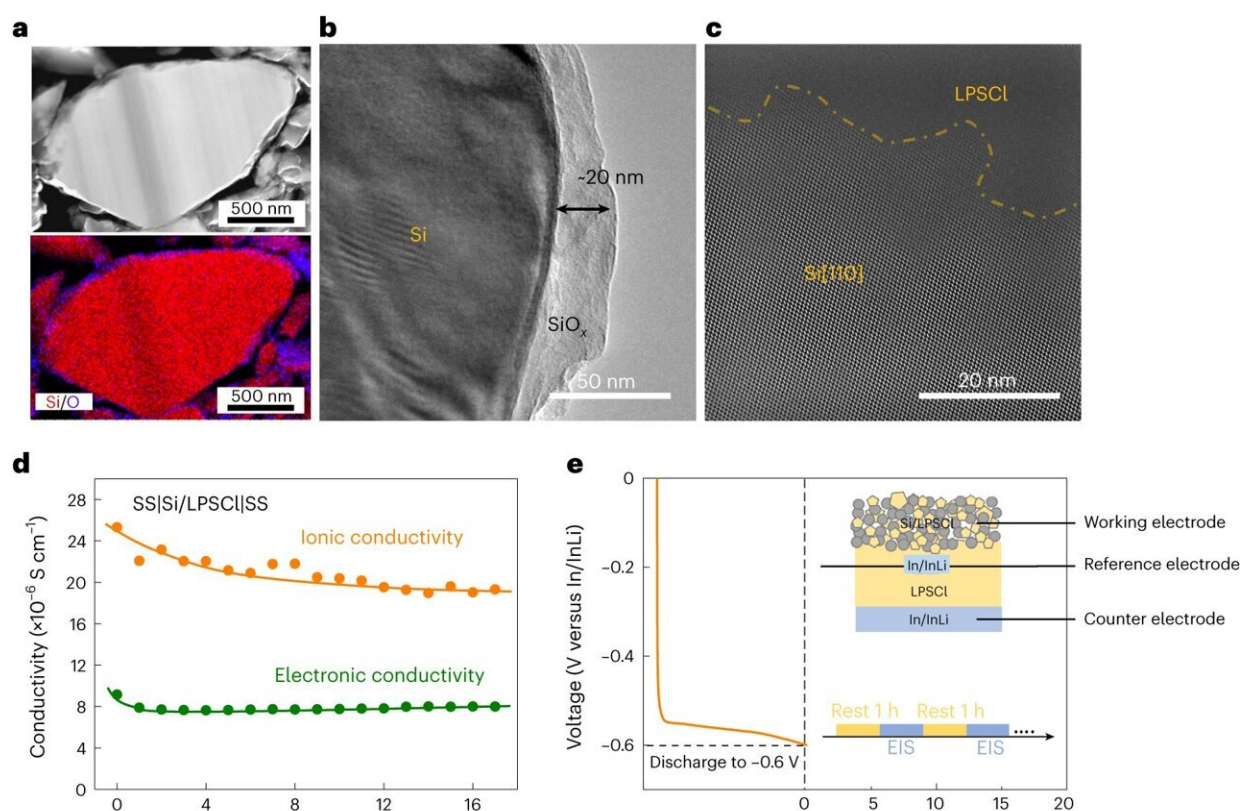 a
500 nm
Si/O
500 nm
b
~20 nm
Si
SiOx
50 nm
c
LPSCl
Si[110]
20 nm
d
Conductivity (×10⁻⁶ S cm⁻¹)
28
24
20
16
12
8
4
0
SS|Si/LPSCl|SS
Ionic conductivity
Electronic conductivity
0
4
8
12
16
e
Voltage (V versus In/InLi)
0
−0.2
−0.4
−0.6
Discharge to −0.6 V
Si/LPSCl
Working electrode
In/InLi
Reference electrode
LPSCl
In/InLi
Counter electrode
Rest 1 h
Rest 1 h
EIS
EIS
....
0
5
10
15
20